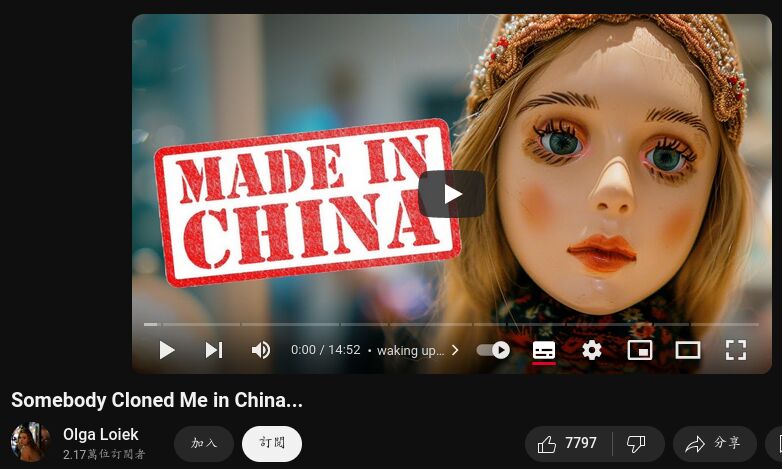 MADE IN
CHINA
0:00 / 14:52 • waking up...
Somebody Cloned Me in China...
Olga Loiek
2.17萬位訂閱者
加入
訂閱
7797
分享